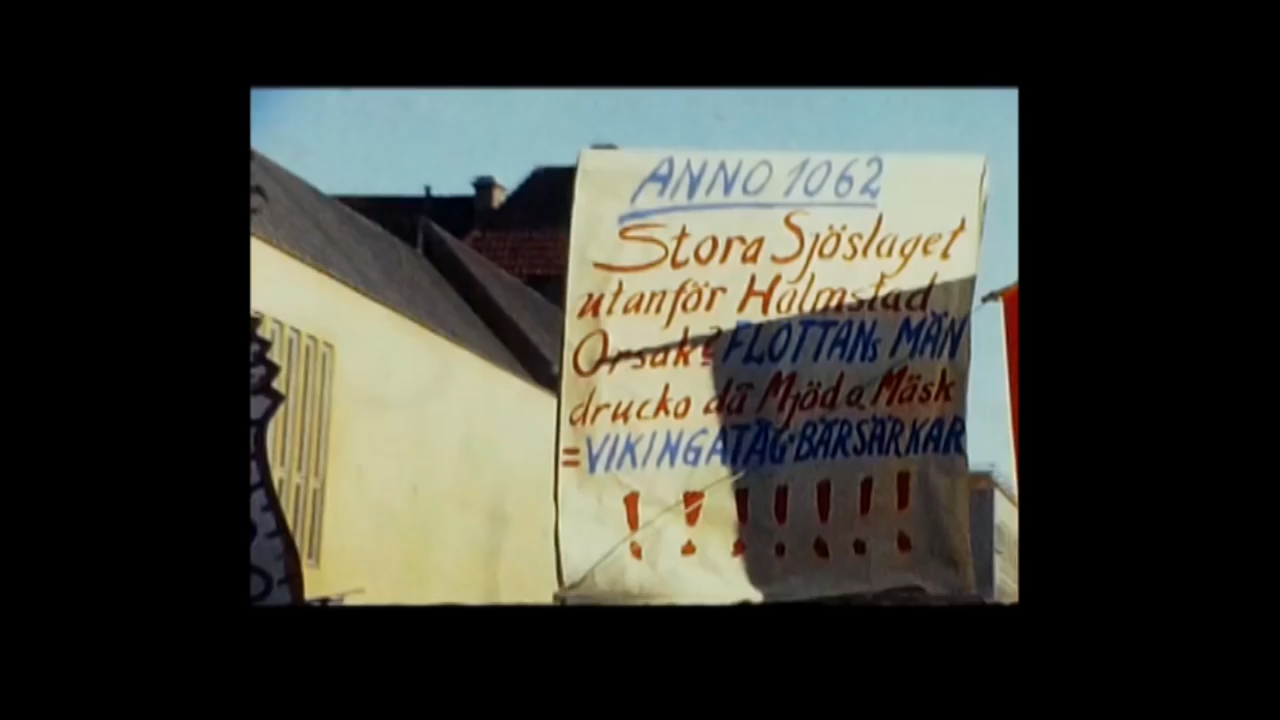 ANNO 1062
Stora Sjöslaget
utanför Halmstad
Orsak? FLOTTANs MÄN
drucko då Mjöd o Mäsk
=VIKINGATÅG-BÄRSÄRKAR
!!!!!!!